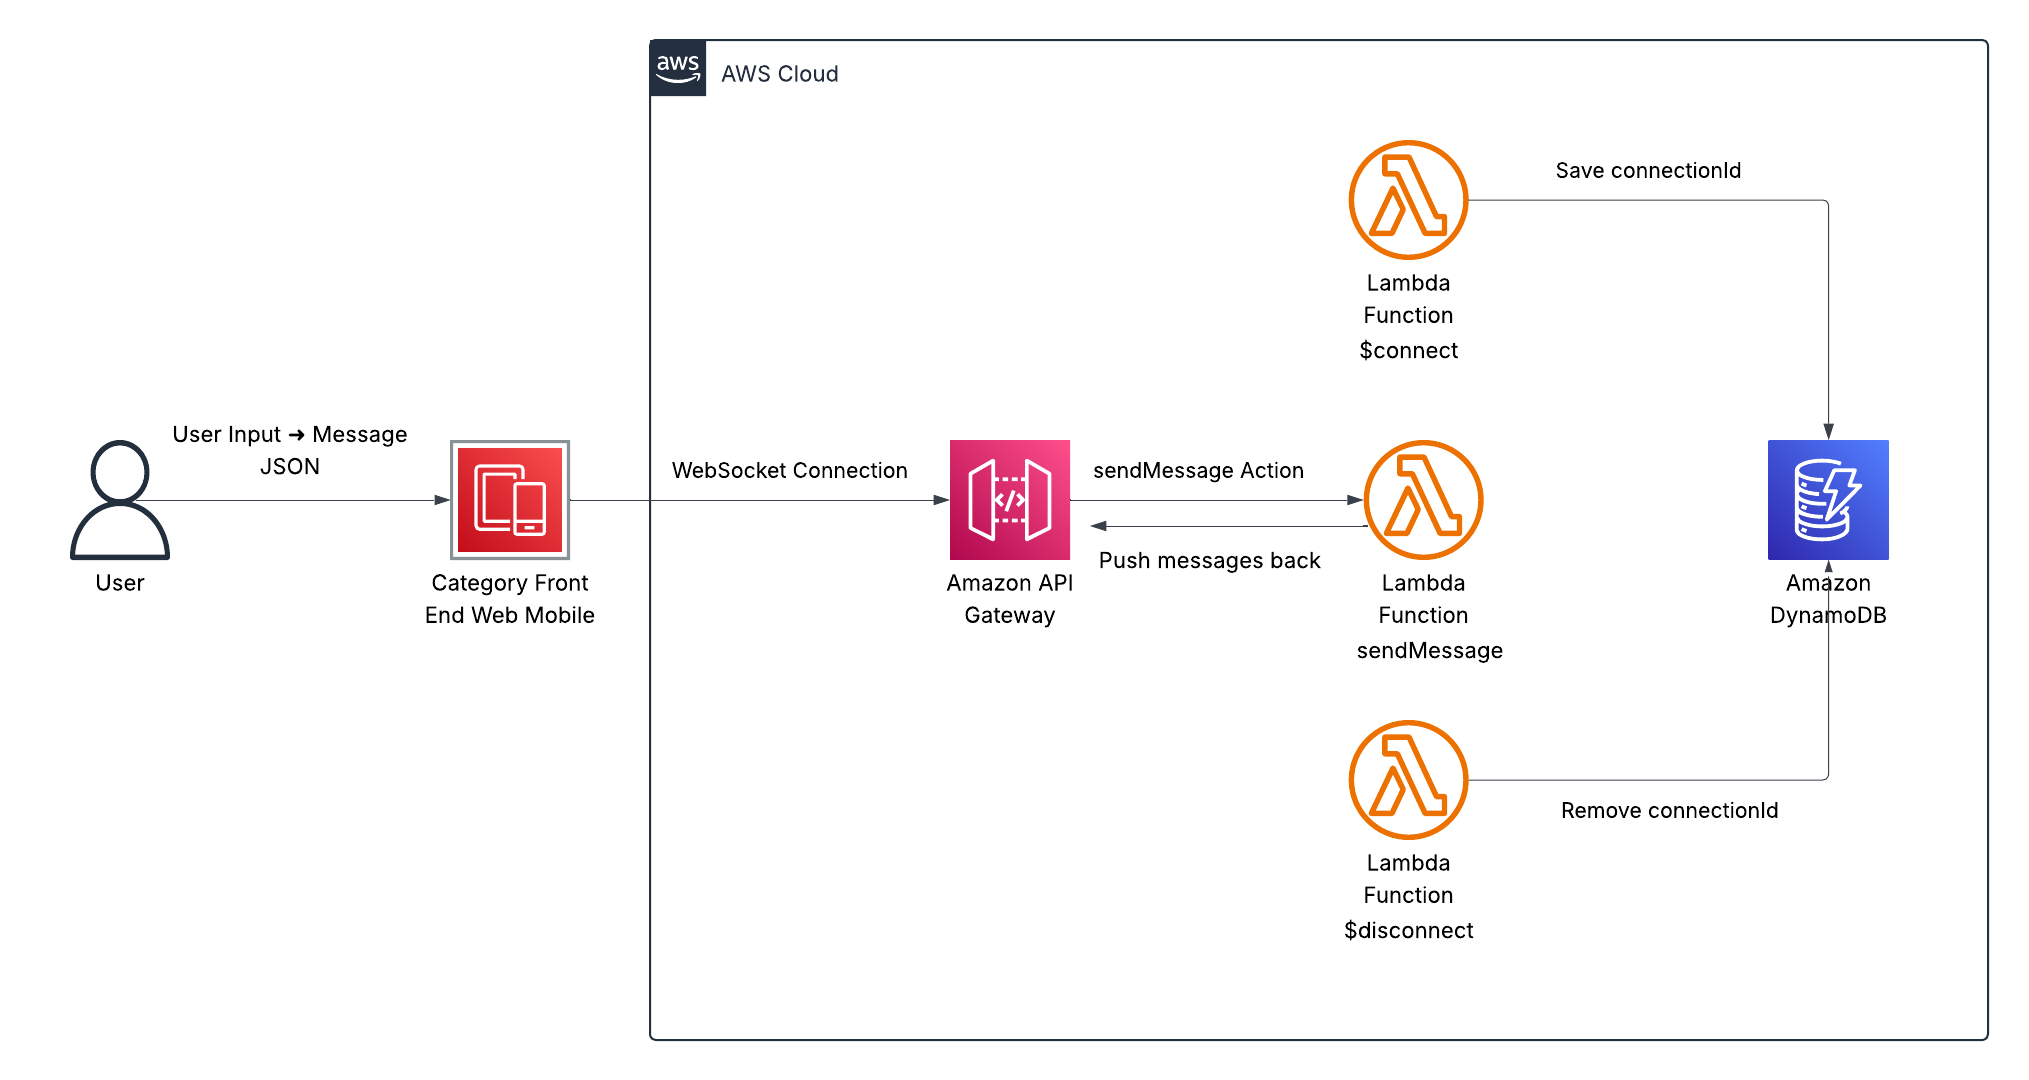 aws
AWS Cloud
Save connectionId
Lambda
Function
$connect
User Input ➜ Message
JSON
WebSocket Connection
sendMessage Action
Push messages back
User
Category Front
End Web Mobile
</>
Amazon API
Gateway
Lambda
Function
sendMessage
Amazon
DynamoDB
Remove connectionId
Lambda
Function
$disconnect